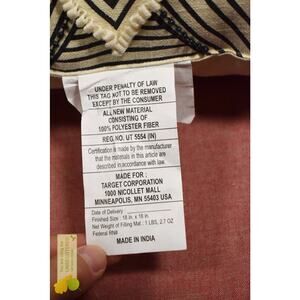 UNDER PENALTY OF LAW
THIS TAG NOT TO BE REMOVED
EXCEPT BY THE CONSUMER
ALL NEW MATERIAL
CONSISTING OF
100% POLYESTER FIBER
REG.NO. UT 5554 (IN)
Certification is made by the manufacturer
that the materials in this article are
described in accordance with law.
MADE FOR :
TARGET CORPORATION
1000 NICOLLET MALL
MINNEAPOLIS, MN 55403 USA
Date of Delivery
Finished Size : 18 in. x 18 in.
Net Weight of Filling Mat : 1 LBS, 2.7 OZ
Federal RN#
MADE IN INDIA